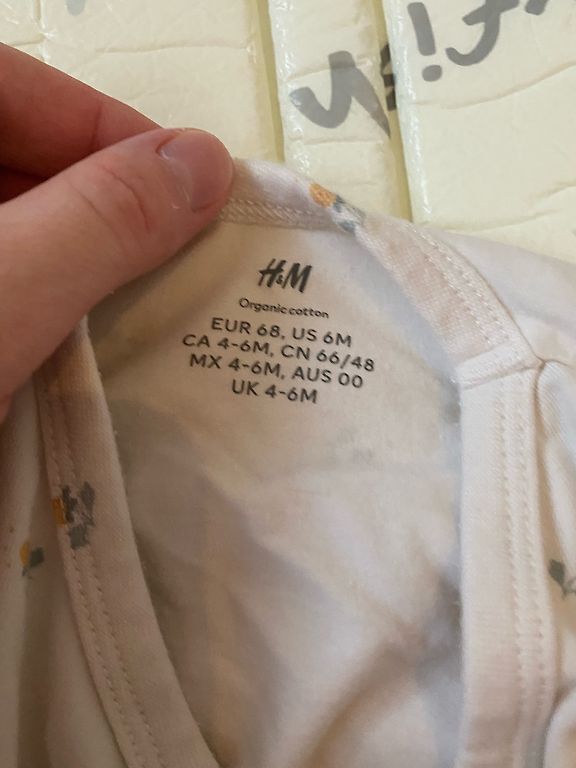 H&M
Organic cotton
EUR 68, US 6M
CA 4-6M, CN 66/48
MX 4-6M, AUS 00
UK 4-6M